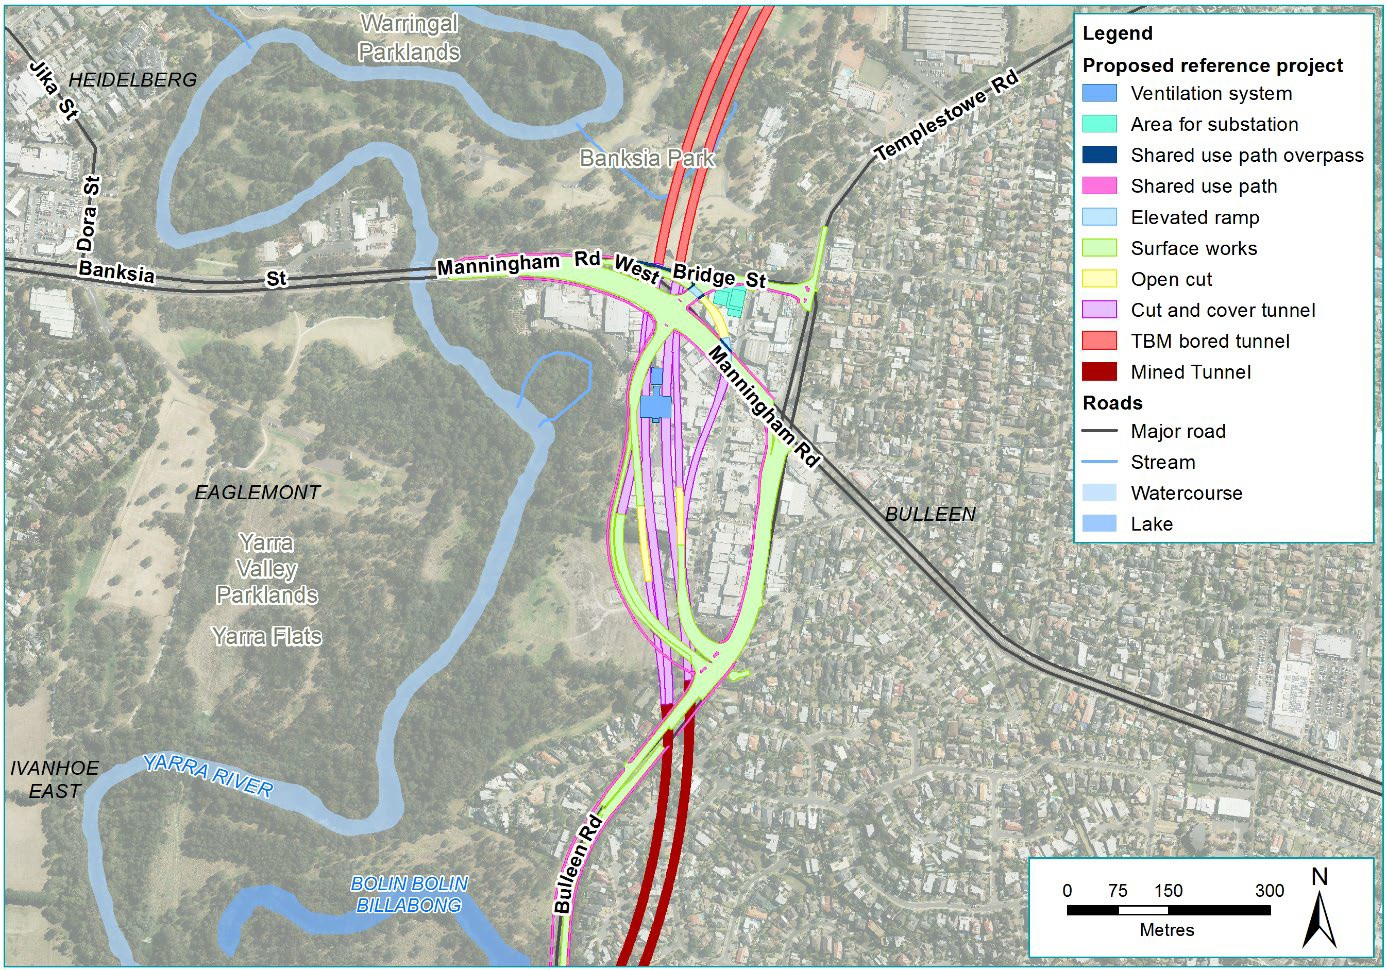 Warringal
Parklands
HEIDELBERG
Jika St
Dora St
Banksia Park
Templestowe Rd
Banksia St
Manningham Rd West
Bridge St
Manningham Rd
EAGLEMONT
BULLEEN
Yarra
Valley
Parklands
Yarra Flats
IVANHOE
EAST
YARRA RIVER
BOLIN BOLIN
BILLABONG
Bulleen Rd
Legend
Proposed reference project
Ventilation system
Area for substation
Shared use path overpass
Shared use path
Elevated ramp
Surface works
Open cut
Cut and cover tunnel
TBM bored tunnel
Mined Tunnel
Roads
Major road
Stream
Watercourse
Lake
0 75 150 300
Metres
N